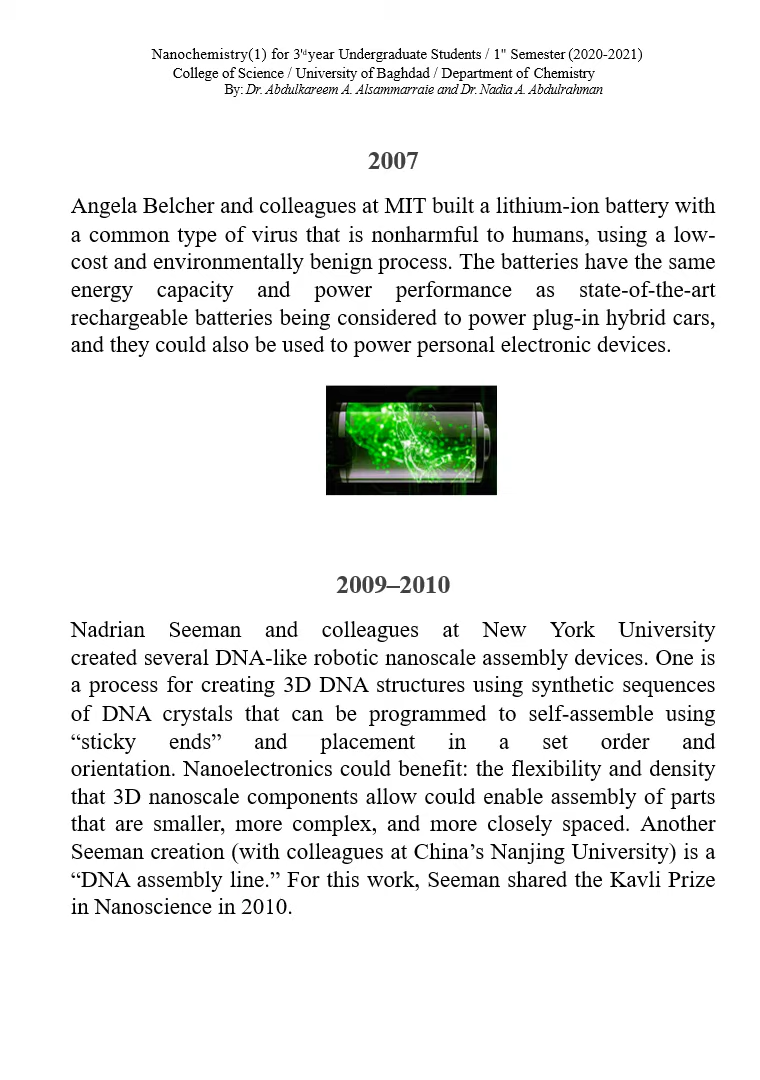 Nanochemistry(1) for 3'd year Undergraduate Students / 1" Semester (2020-2021)
College of Science / University of Baghdad / Department of Chemistry
By: Dr. Abdulkareem A. Alsammarraie and Dr. Nadia A. Abdulrahman
2007
Angela Belcher and colleagues at MIT built a lithium-ion battery with
a common type of virus that is nonharmful to humans, using a low-
cost and environmentally benign process. The batteries have the same
energy capacity and power performance as state-of-the-art
rechargeable batteries being considered to power plug-in hybrid cars,
and they could also be used to power personal electronic devices.
2009–2010
Nadrian Seeman and colleagues at New York University
created several DNA-like robotic nanoscale assembly devices. One is
a process for creating 3D DNA structures using synthetic sequences
of DNA crystals that can be programmed to self-assemble using
“sticky ends” and placement in a set order and
orientation. Nanoelectronics could benefit: the flexibility and density
that 3D nanoscale components allow could enable assembly of parts
that are smaller, more complex, and more closely spaced. Another
Seeman creation (with colleagues at China’s Nanjing University) is a
“DNA assembly line.” For this work, Seeman shared the Kavli Prize
in Nanoscience in 2010.